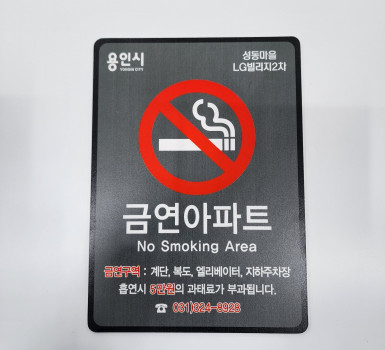 용인시
YONGIN CITY
성동마을
LG빌리지2차
금연아파트
No Smoking Area
금연구역 : 계단, 복도, 엘리베이터, 지하주차장
흡연시 5만원의 과태료가 부과됩니다.
☎ 031)324-8928